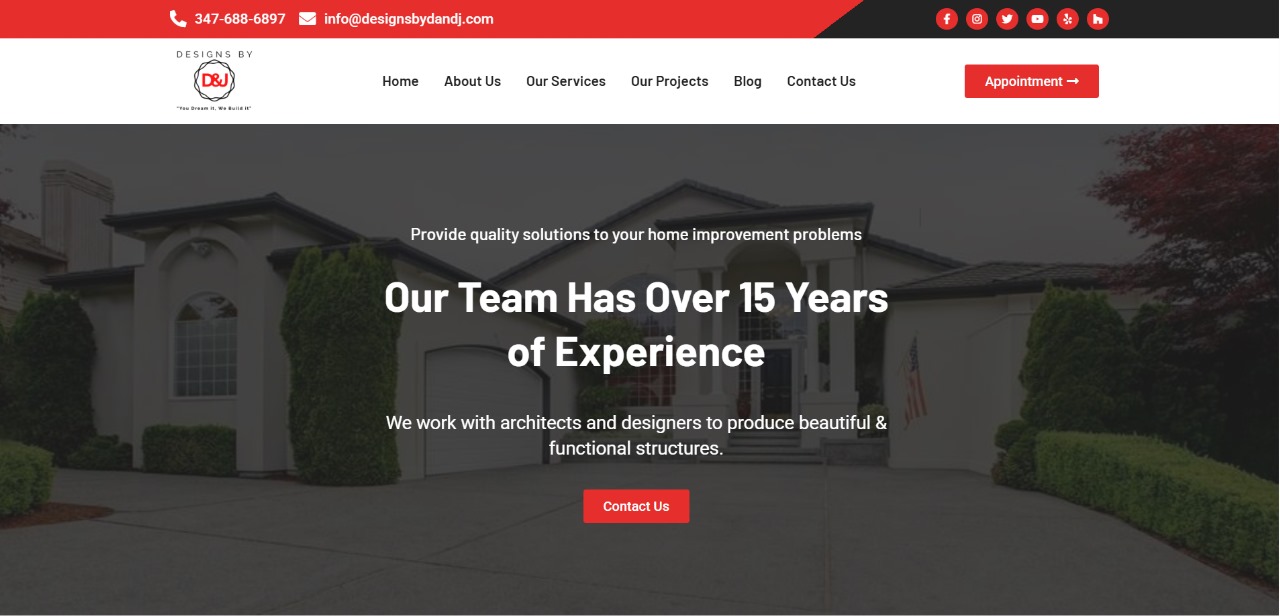 347-688-6897 info@designsbydandj.com
DESIGNS BY
D&J
"You Dream It, We Build It"
Home About Us Our Services Our Projects Blog Contact Us
Appointment
Provide quality solutions to your home improvement problems
Our Team Has Over 15 Years
of Experience
We work with architects and designers to produce beautiful &
functional structures.
Contact Us